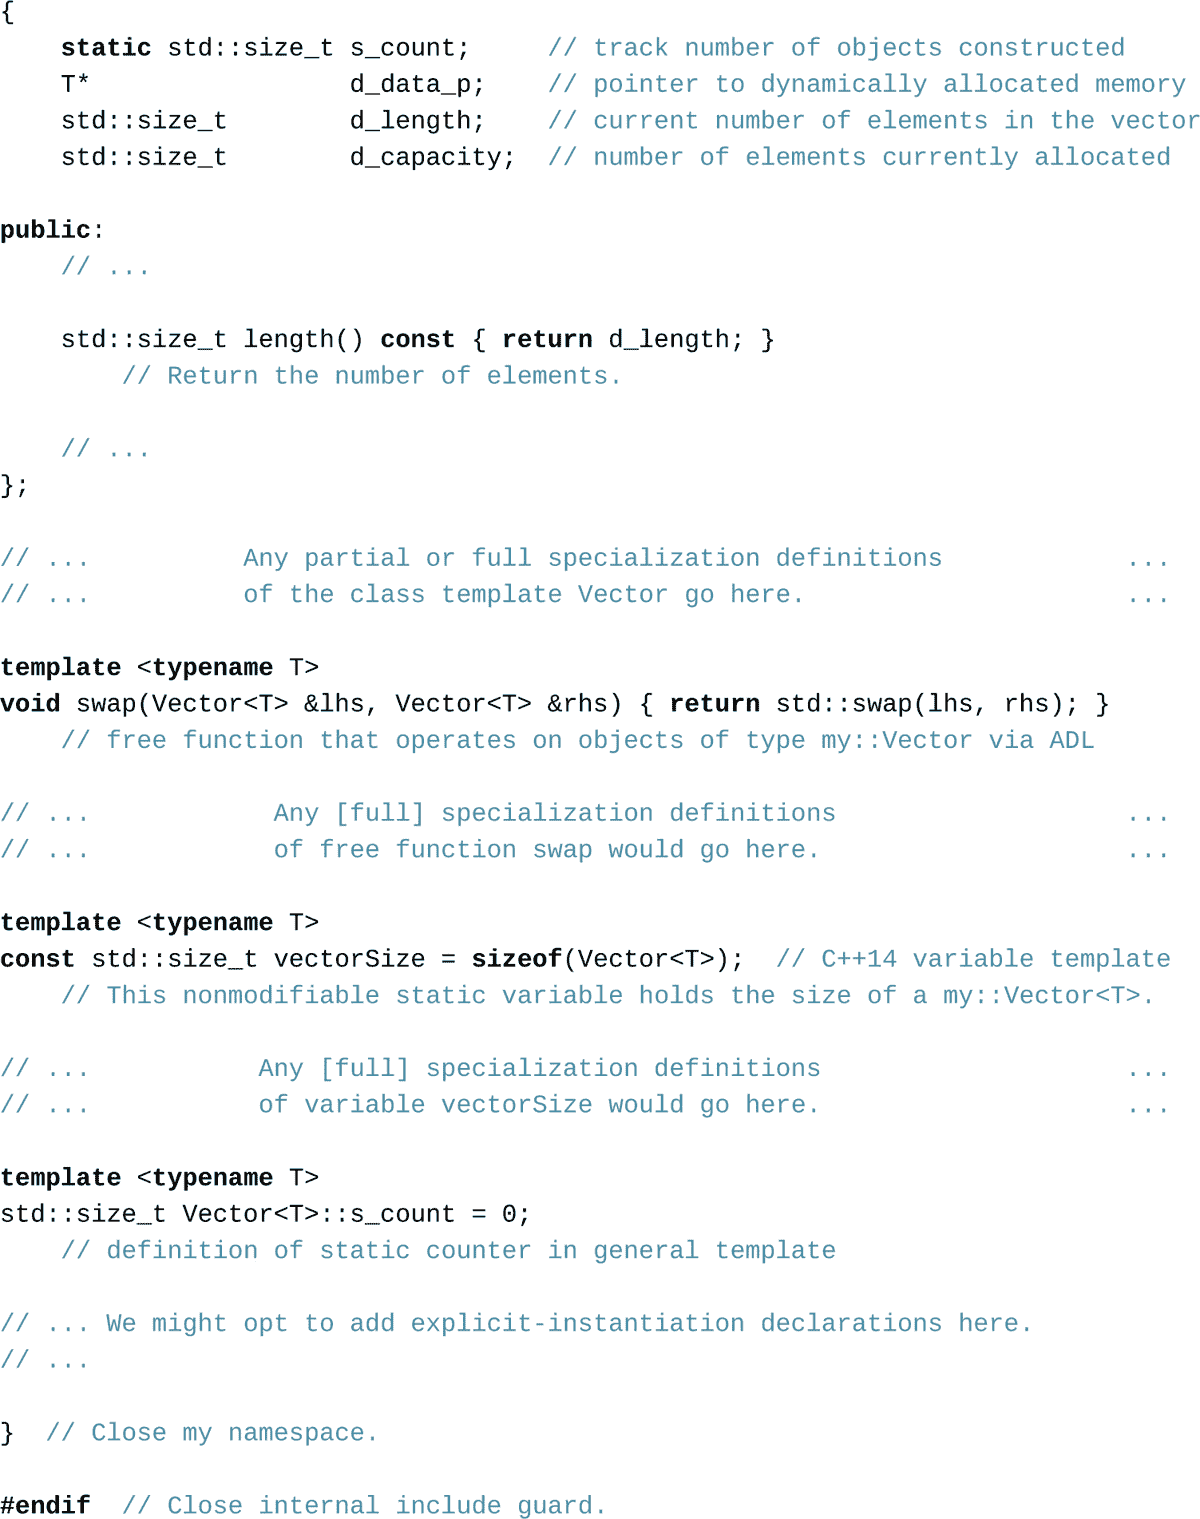 {
    static std::size_t s_count;     // track number of objects constructed
    T*                 d_data_p;    // pointer to dynamically allocated memory
    std::size_t        d_length;    // current number of elements in the vector
    std::size_t        d_capacity;  // number of elements currently allocated

public:
    // ...

    std::size_t length() const { return d_length; }
        // Return the number of elements.

    // ...
};

// ...          Any partial or full specialization definitions            ...
// ...          of the class template Vector go here.                     ...

template <typename T>
void swap(Vector<T> &lhs, Vector<T> &rhs) { return std::swap(lhs, rhs); }
    // free function that operates on objects of type my::Vector via ADL

// ...            Any [full] specialization definitions                   ...
// ...            of free function swap would go here.                    ...

template <typename T>
const std::size_t vectorSize = sizeof(Vector<T>);  // C++14 variable template
    // This nonmodifiable static variable holds the size of a my::Vector<T>.

// ...           Any [full] specialization definitions                    ...
// ...           of variable vectorSize would go here.                    ...

template <typename T>
std::size_t Vector<T>::s_count = 0;
    // definition of static counter in general template

// ... We might opt to add explicit-instantiation declarations here.
// ...

}  // Close my namespace.

#endif  // Close internal include guard.